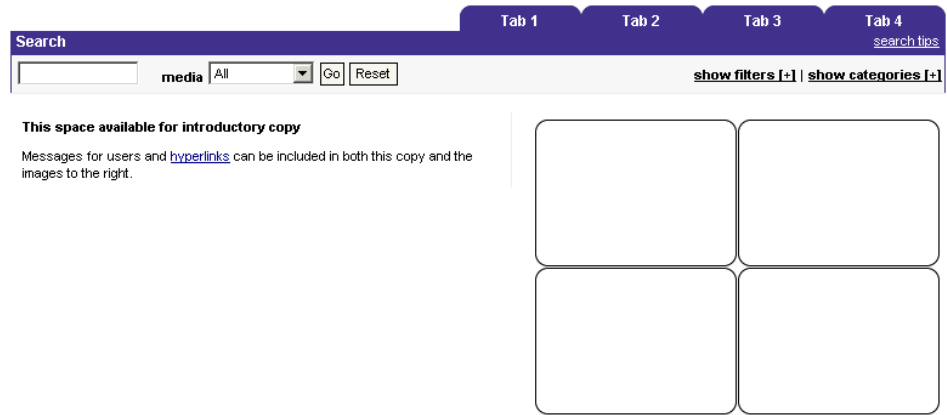 Tab 1 Tab 2 Tab 3 Tab 4
Search search tips
media All Go Reset show filters [+] | show categories [+]
This space available for introductory copy
Messages for users and hyperlinks can be included in both this copy and the
images to the right.